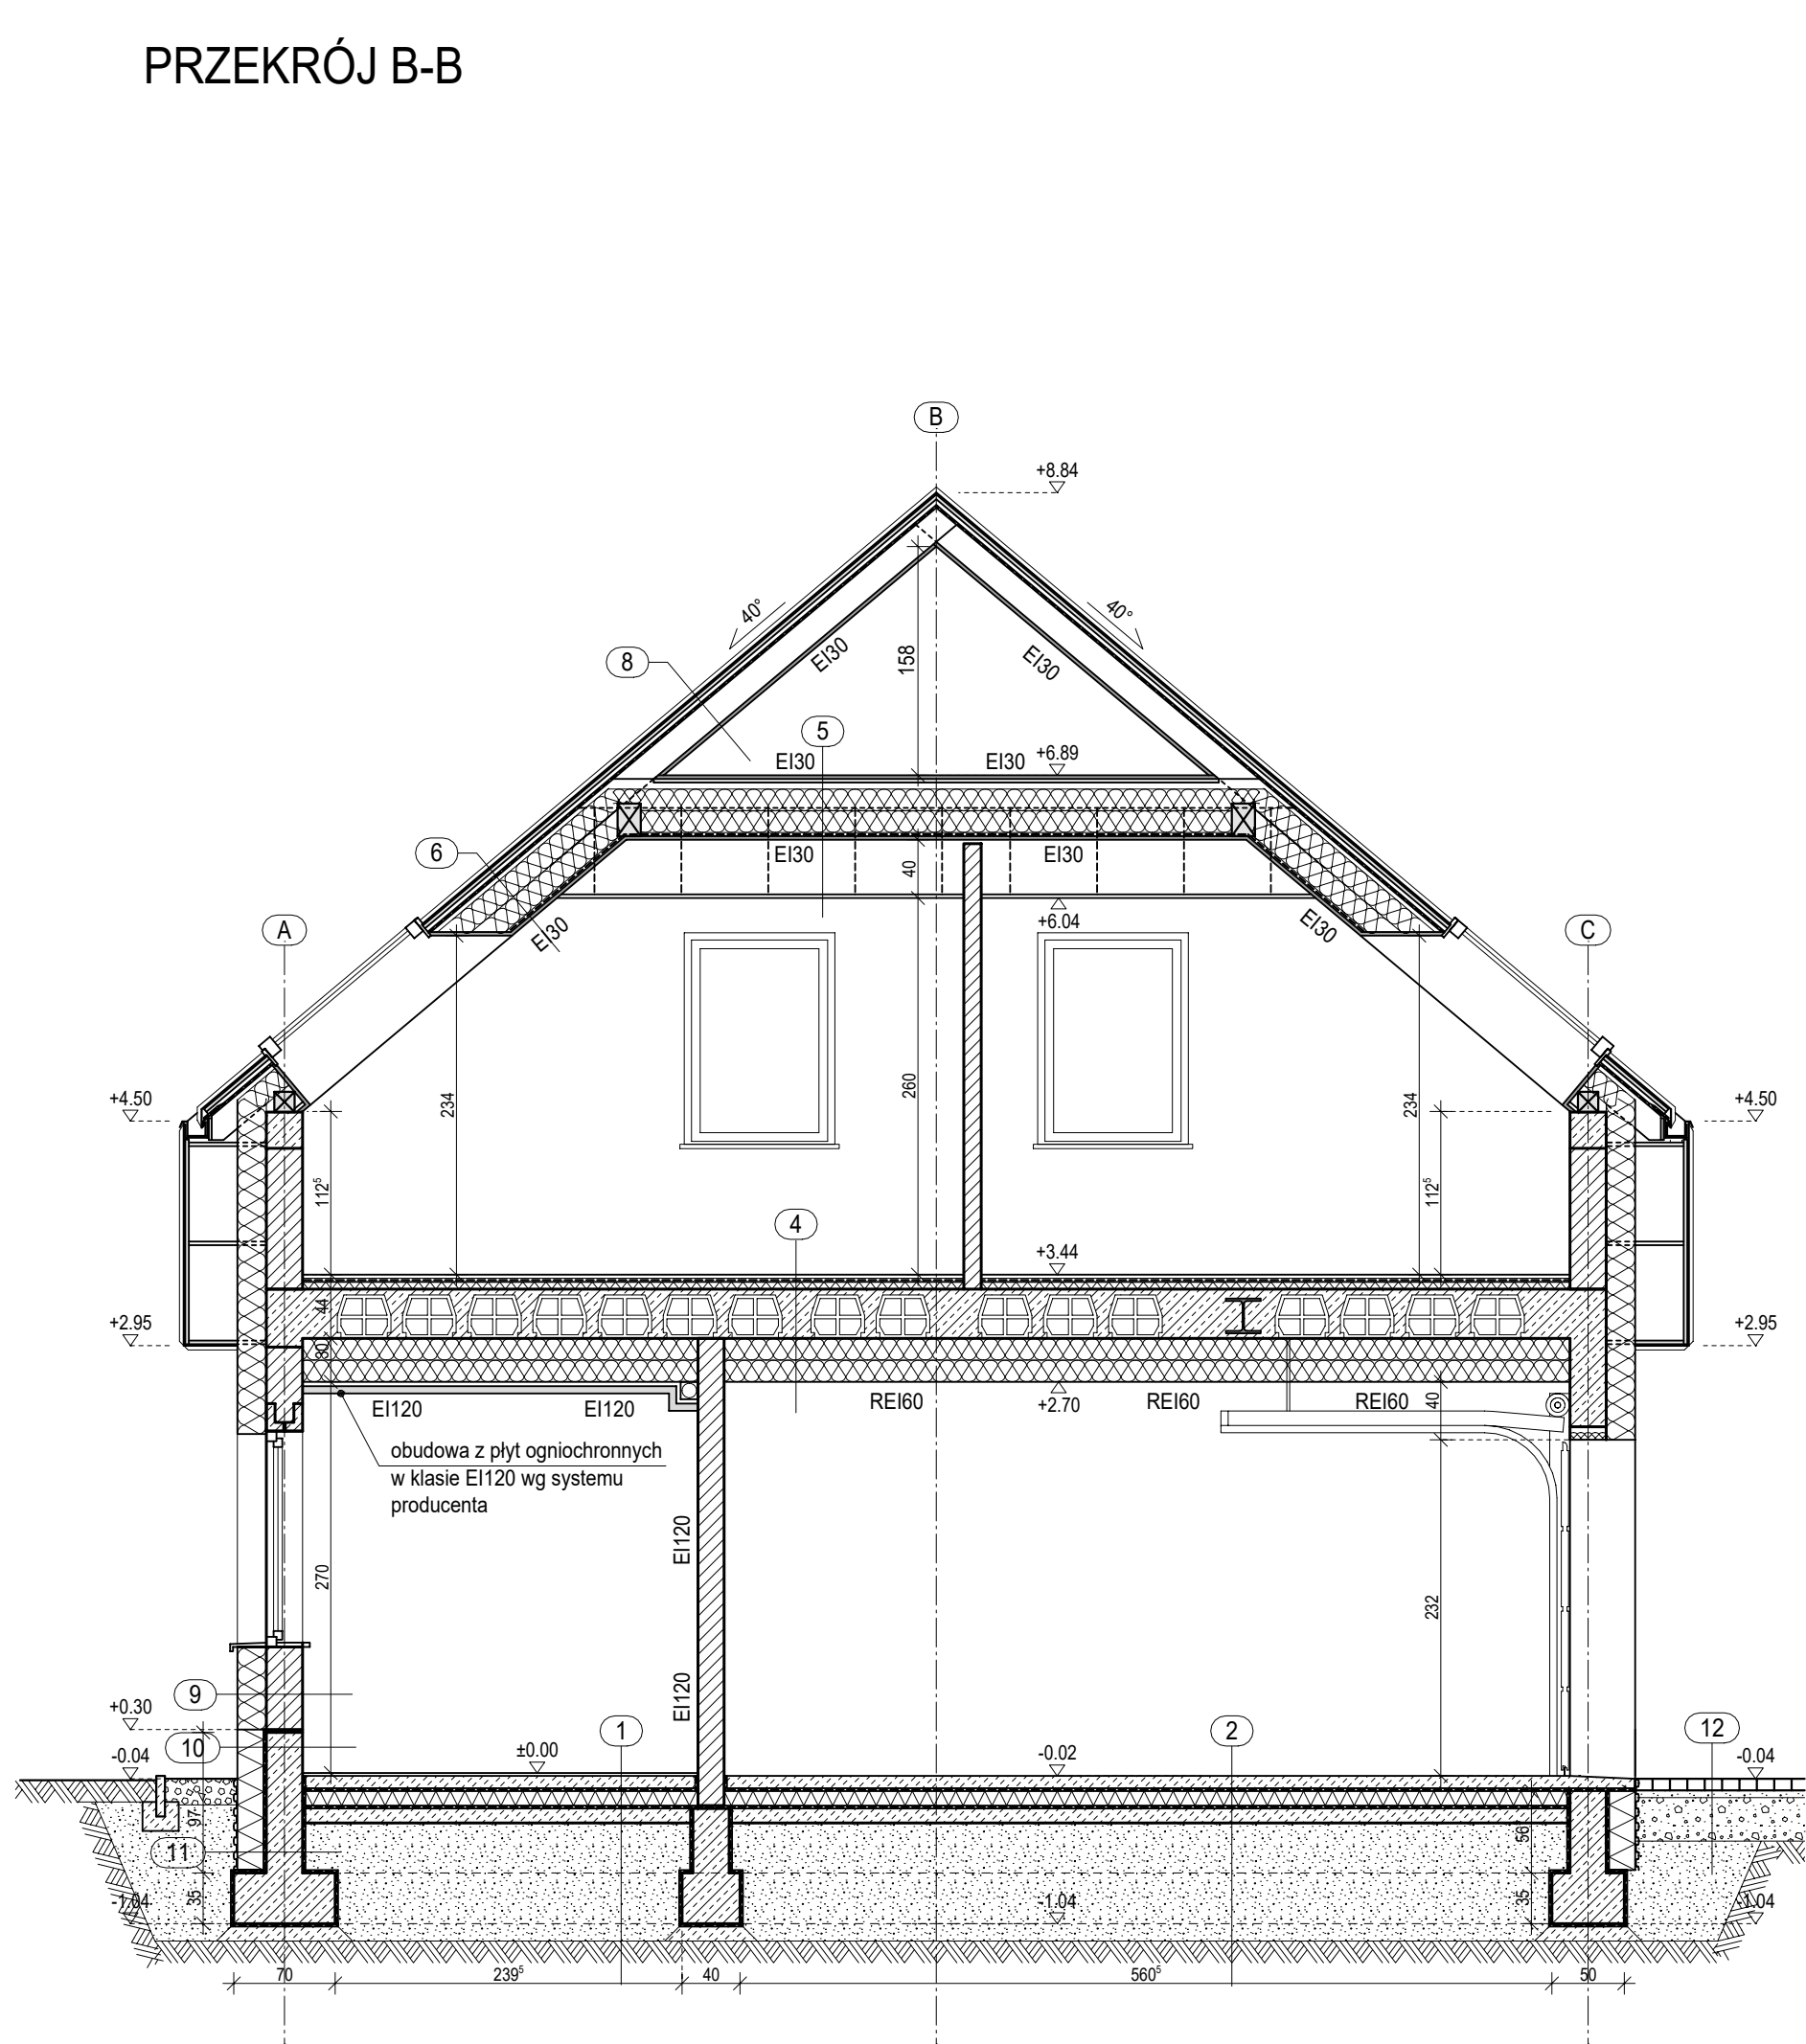 PRZEKRÓJ B-B
B
+8.84
40°
40°
EI30
EI30
158
8
5
EI30
EI30
+6.89
6
EI30
EI30
40
A
EI30
+6.04
EI30
C
+4.50
234
260
234
+4.50
112⁵
112⁵
4
+3.44
44
+2.95
+2.95
30
EI120
EI120
REI60
+2.70
REI60
REI60
40
obudowa z płyt ogniochronnych
w klasie EI120 wg systemu
producenta
EI120
270
232
EI120
9
+0.30
1
2
12
10
-0.04
±0.00
-0.02
-0.04
97
11
35
35
-1.04
-1.04
-1.04
70
239⁵
40
560⁵
50